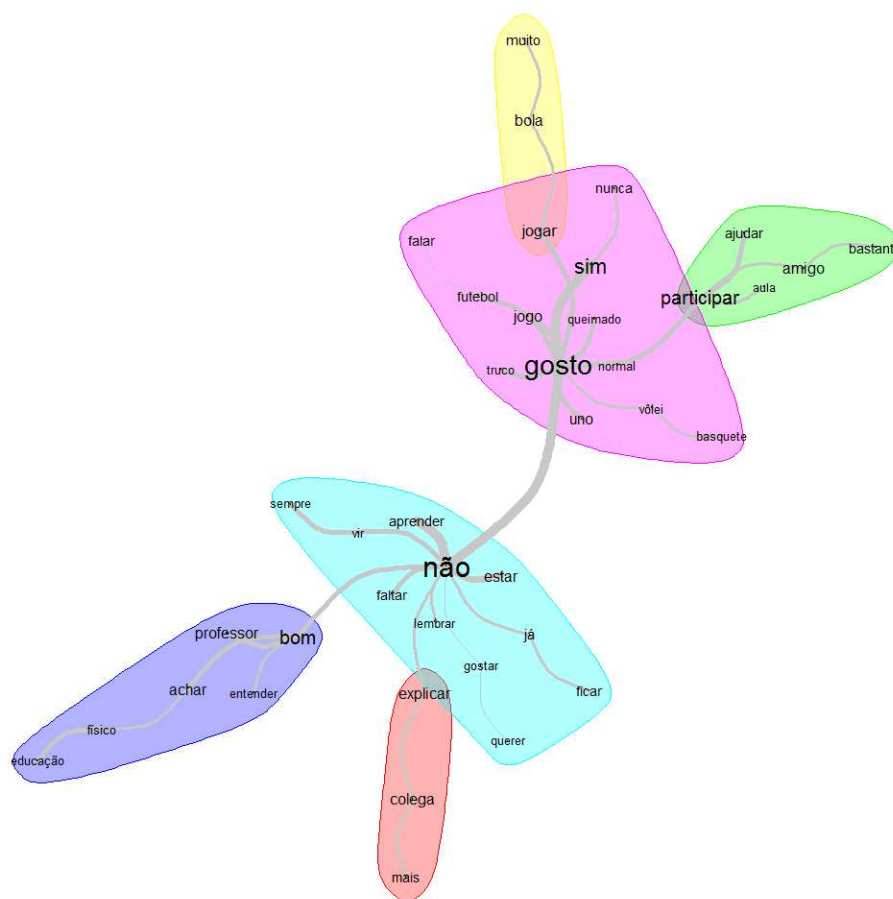 muito
bola
nunca
jogar
falar
ajudar
bastant
sim
amigo
aula
participar
futebol
jogo
queimado
gosto
normal
truco
vôlei
uno
basquete
sempre
aprender
vir
não
estar
faltar
lembrar
professor
bom
já
gostar
achar
entender
explicar
ficar
físico
querer
educação
colega
mais